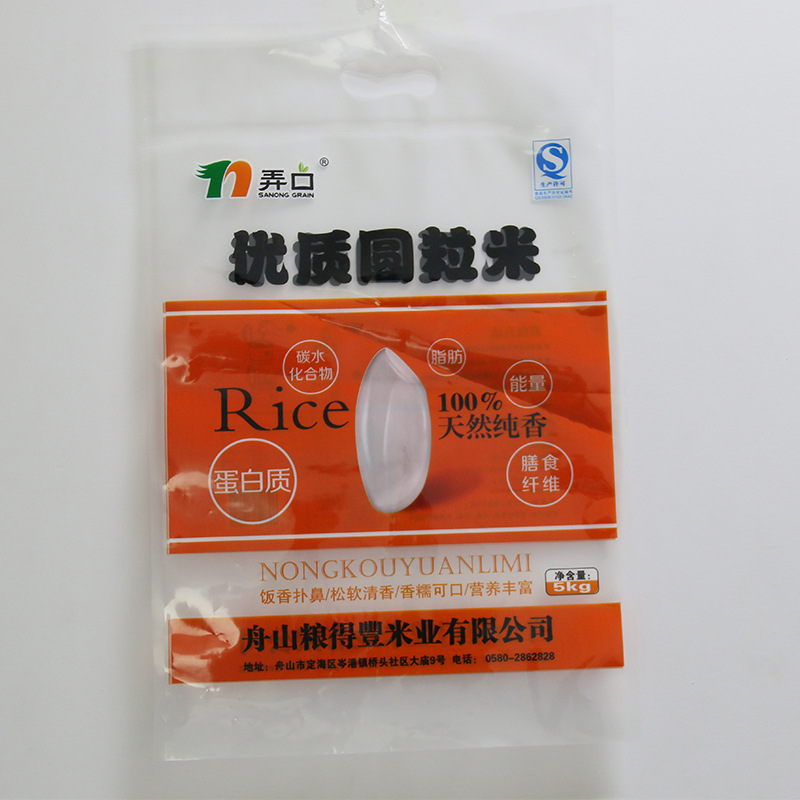 弄口®
SANONG GRAIN
生产许可
优质圆粒米
碳水
化合物
脂肪
能量
Rice
100%
天然纯香
蛋白质
膳食
纤维
NONGKOUYUANLIMI
饭香扑鼻/松软清香/香糯可口/营养丰富
净含量:
5kg
舟山粮得豐米业有限公司
地址: 舟山市定海区岑港镇桥头社区大庙9号 电话: 0580-2862828